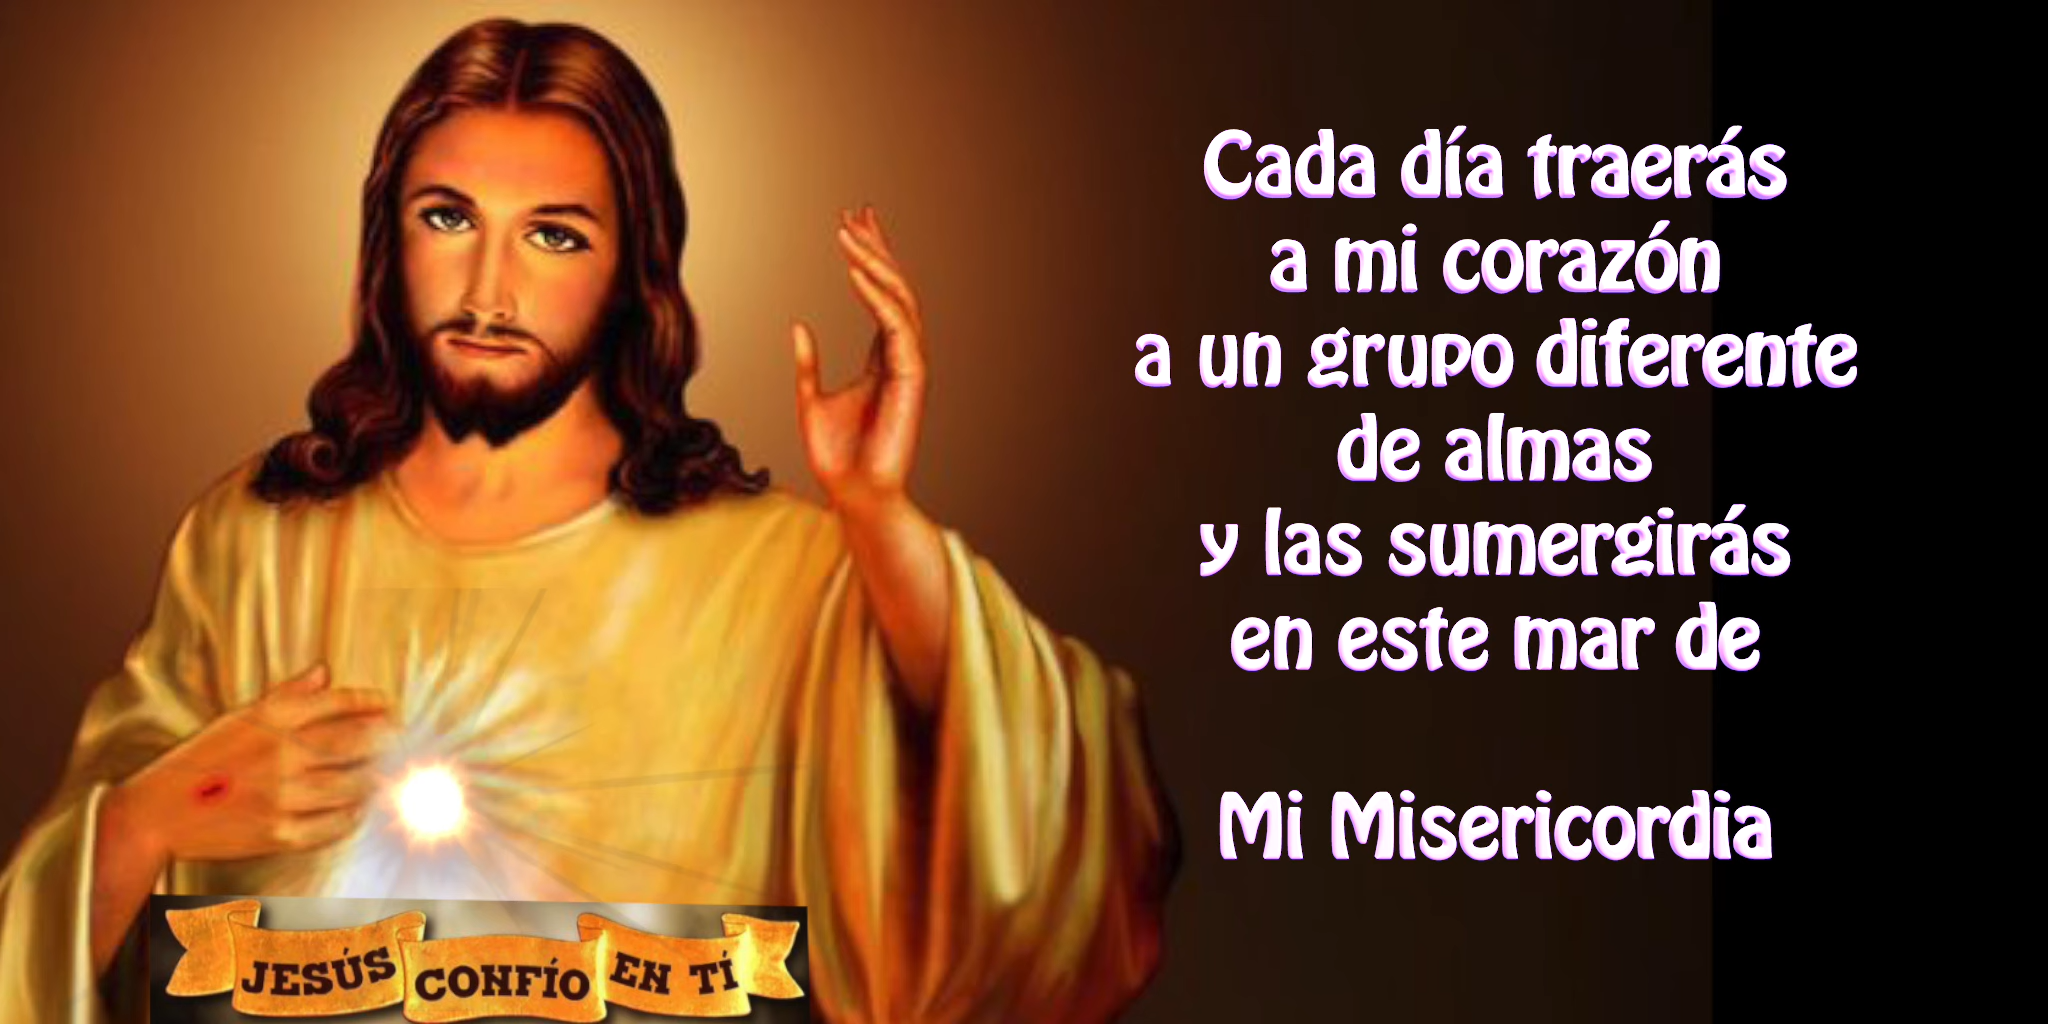 Cada día traerás
a mi corazón
a un grupo diferente
de almas
y las sumergirás
en este mar de
Mi Misericordia
JESÚS CONFÍO EN TÍ